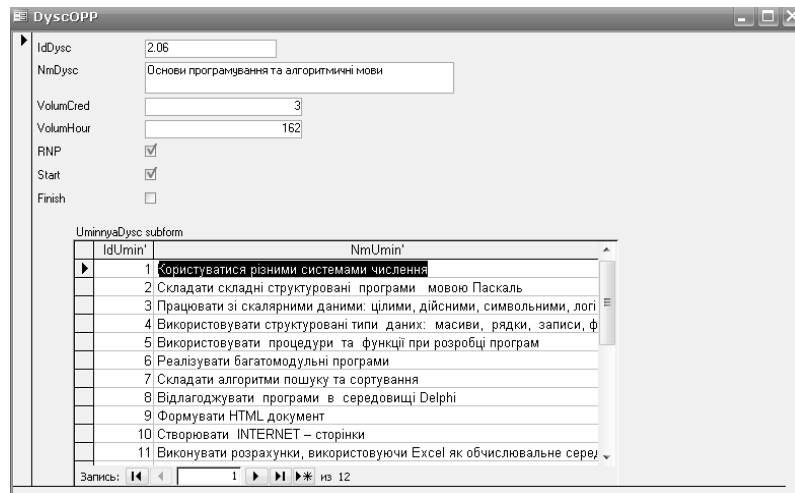 DyscOPP
IdDysc 2.06
NmDysc Основи програмування та алгоритмичні мови
VolumCred 3
VolumHour 162
RNP
Start
Finish
UminnyaDysc subform
IdUmin' NmUmin'
1 Користуватися різними системами числення
2 Складати складні структуровані програми мовою Паскаль
3 Працювати зі скалярними даними: цілими, дійсними, символьними, логі
4 Використовувати структуровані типи даних: масиви, рядки, записи, ф
5 Використовувати процедури та функції при розробці програм
6 Реалізувати багатомодульні програми
7 Складати алгоритми пошуку та сортування
8 Відлагоджувати програми в середовищі Delphi
9 Формувати HTML документ
10 Створювати INTERNET – сторінки
11 Виконувати розрахунки, використовуючи Excel як обчислювальне серед
Запись: 1 из 12